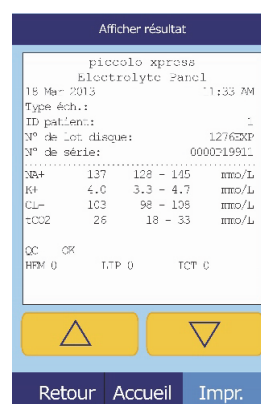 Afficher résultat
piccolo xpress
Electrolyte Panel
18 Mar 2013 11:33 AM
Type éch.:
ID patient: 1
N° de lot disque: 1276EXP
N° de série: 0000P19911
NA+ 137 128 - 145 mmo/L
K+ 4.0 3.3 - 4.7 mmo/L
CL- 103 98 - 108 mmo/L
tCO2 26 18 - 33 mmo/L
QC OK
HEM 0 LIP 0 ICT 0
Retour Accueil Impr.